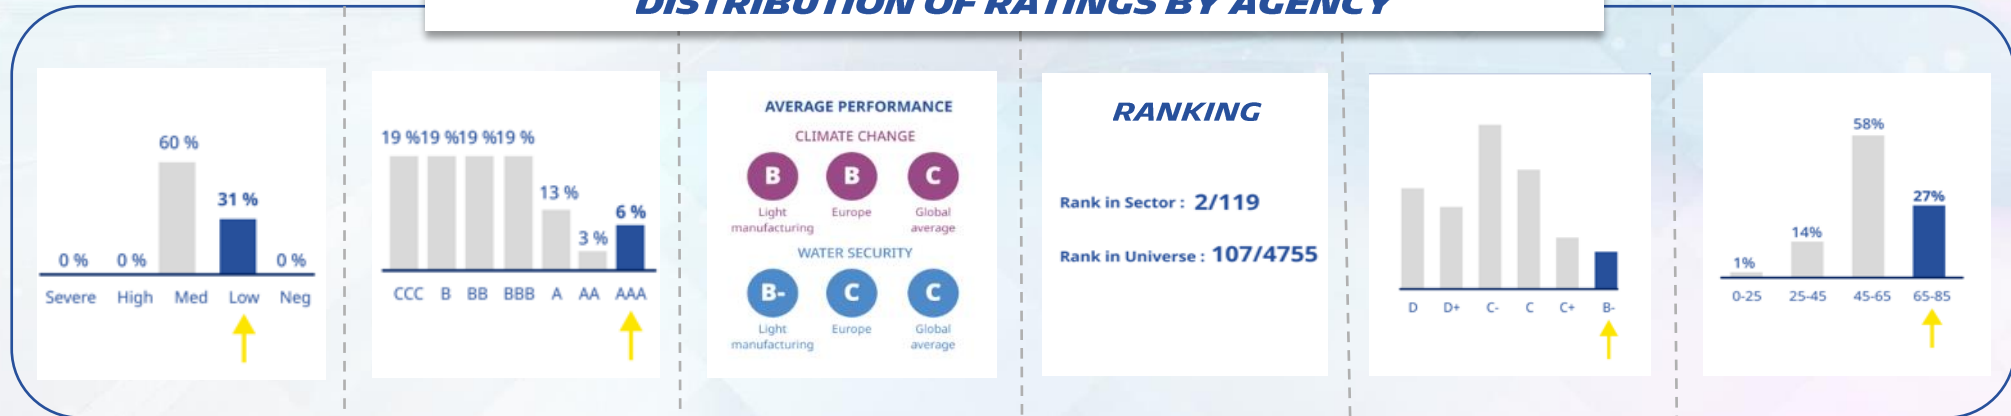 DISTRIBUTION OF RATINGS BY AGENCY
60 %
31 %
0 % 0 % 0 %
Severe High Med Low Neg
19 % 19 % 19 % 19 %
13 %
3 %
6 %
CCC B BB BBB A AA AAA
AVERAGE PERFORMANCE
CLIMATE CHANGE
B B C
Light manufacturing Europe Global average
WATER SECURITY
B- C C
Light manufacturing Europe Global average
RANKING
Rank in Sector : 2/119
Rank in Universe : 107/4755
D D+ C- C C+ B-
58%
27%
14%
1%
0-25 25-45 45-65 65-85